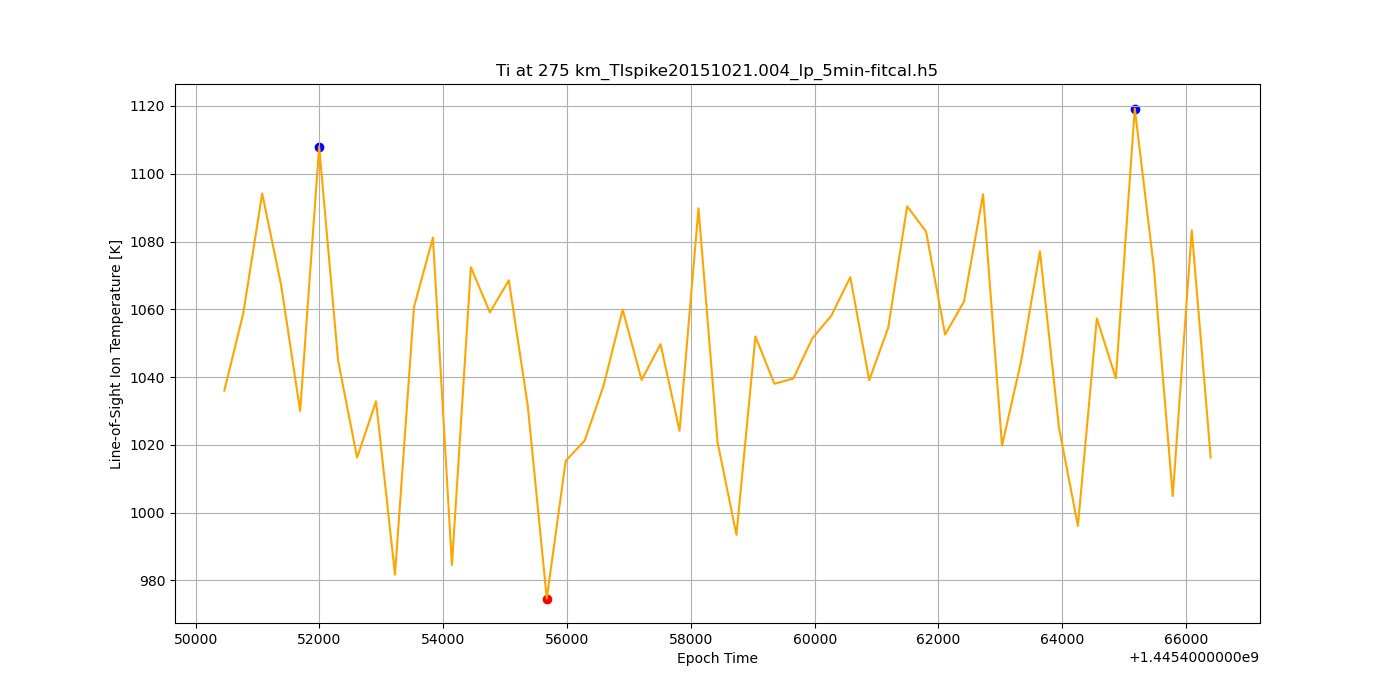 Ti at 275 km_TIspike20151021.004_lp_5min-fitcal.h5
Line-of-Sight Ion Temperature [K]
1120
1100
1080
1060
1040
1020
1000
980
50000 52000 54000 56000 58000 60000 62000 64000 66000
Epoch Time
+1.4454000000e9